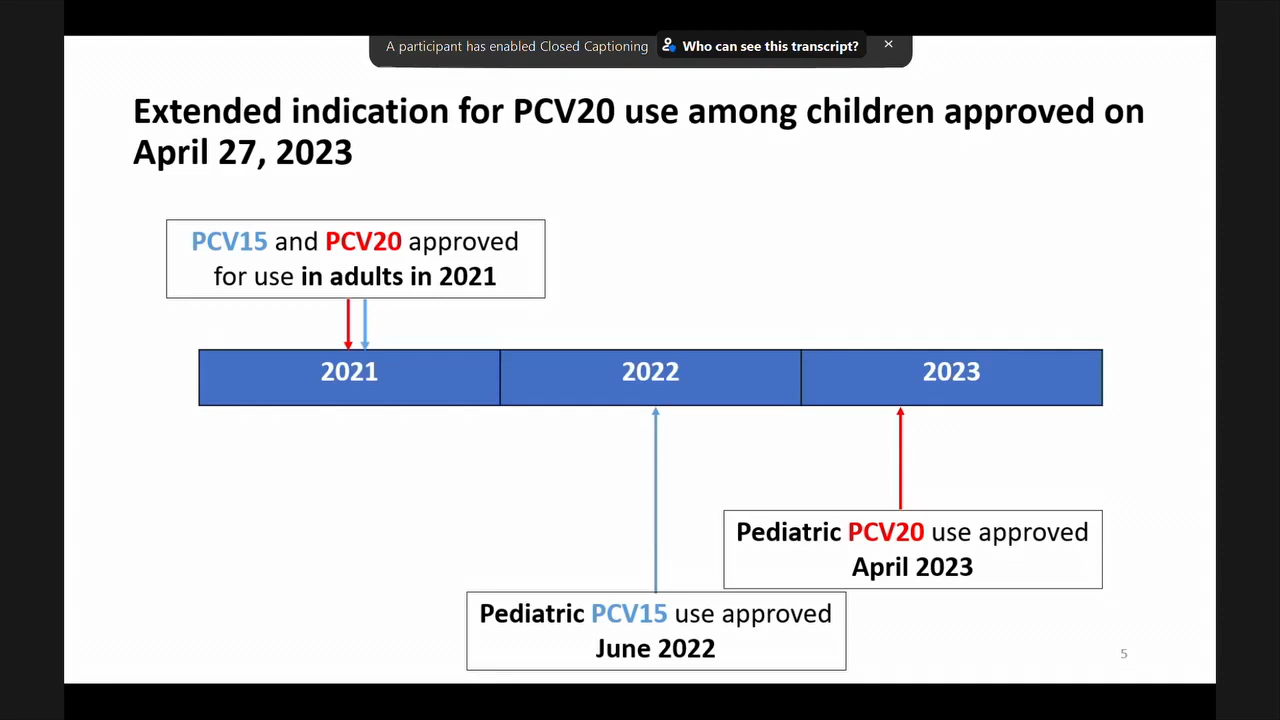 A participant has enabled Closed Captioning Who can see this transcript?
Extended indication for PCV20 use among children approved on
April 27, 2023
PCV15 and PCV20 approved
for use in adults in 2021
2021 2022 2023
Pediatric PCV20 use approved
April 2023
Pediatric PCV15 use approved
June 2022
5